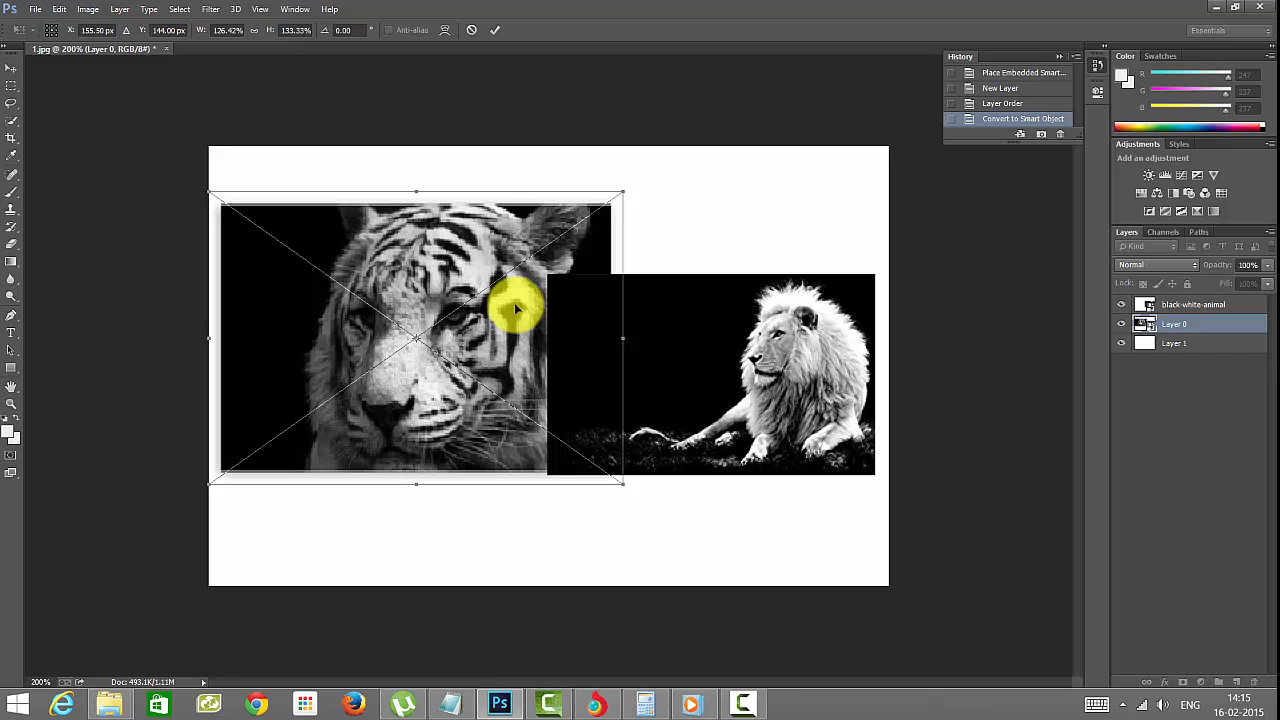 Ps File Edit Image Layer Type Select Filter 3D View Window Help
X: 155.50 px Y: 144.00 px W: 126.42% H: 133.33% 0.00 ° Anti-alias Essentials
1.jpg @ 200% (Layer 0, RGB/8#) * ×
History
Place Embedded Smart...
New Layer
Layer Order
Convert to Smart Object
Color Swatches
R 247
G 237
B 237
Adjustments Styles
Add an adjustment
Layers Channels Paths
Kind
Normal Opacity: 100%
Lock: Fill: 100%
black-white-animal
Layer 0
Layer 1
200% Doc: 493.1K/1.11M
Ps
ENG
14:15
16-02-2015